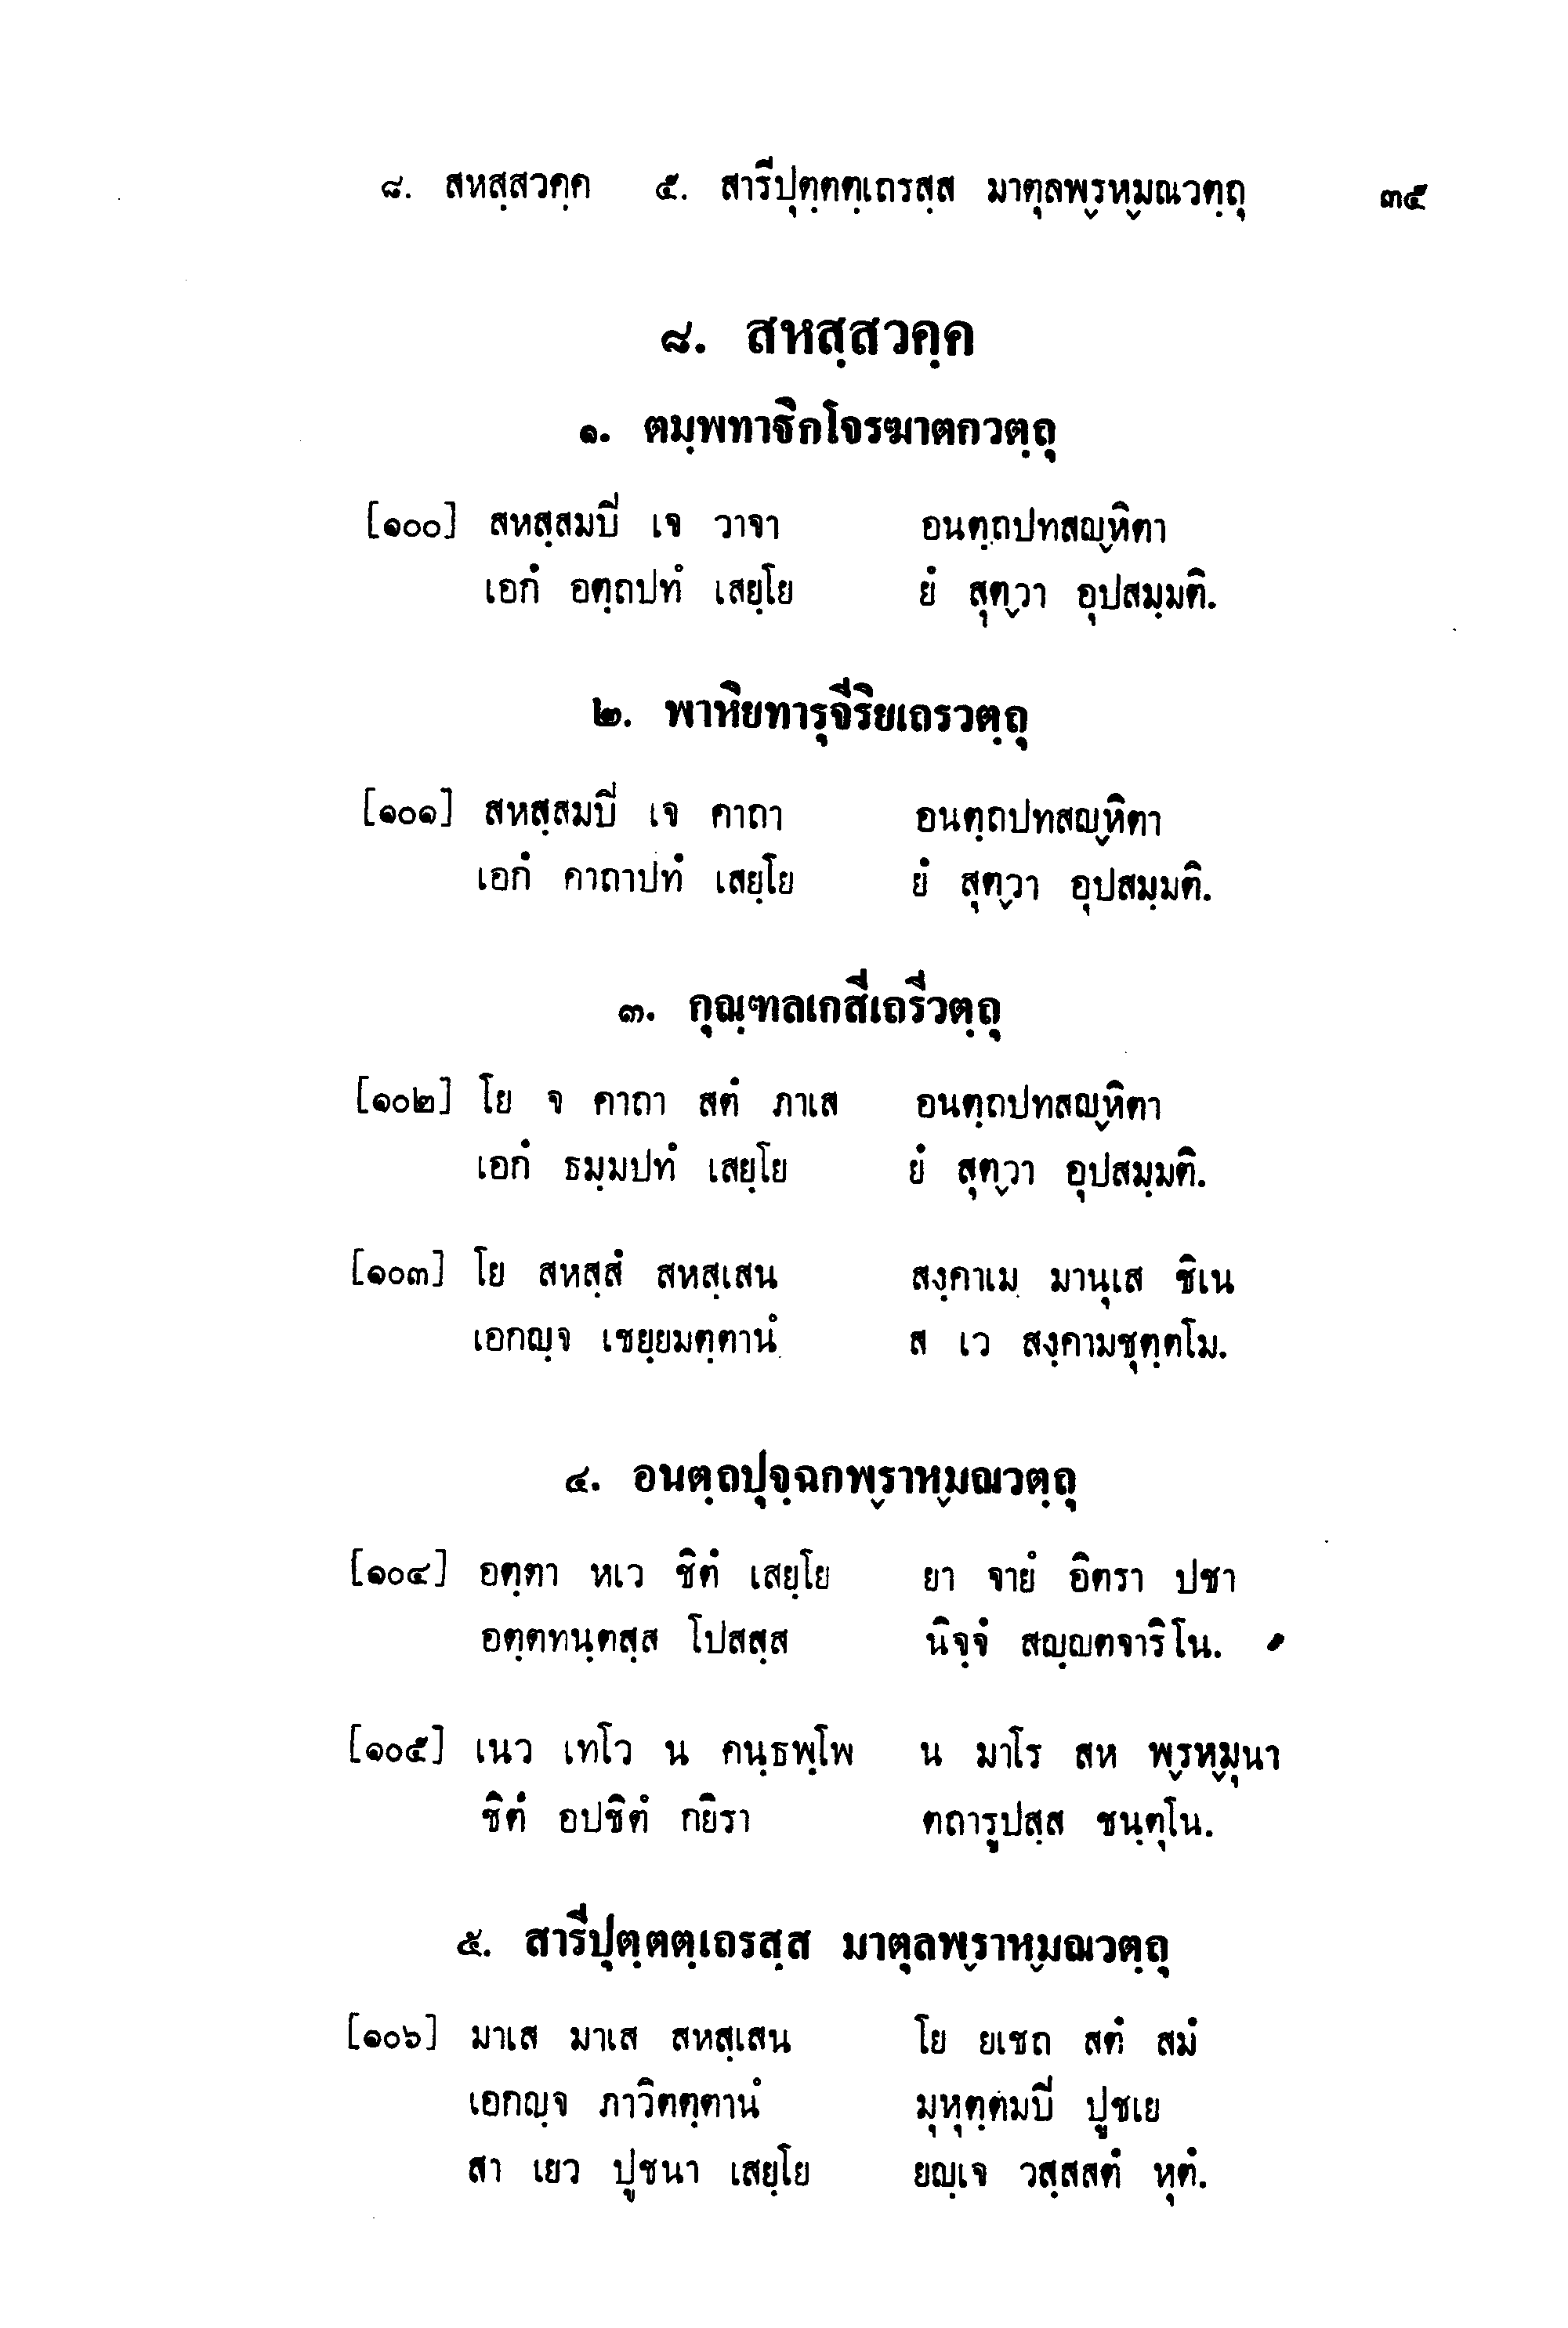 ๘. สหสฺสวคฺค ๕. สารีปุตฺตตฺเถรสฺส มาตุลพฺรหฺมณวตฺถุ ๓๕
๘. สหสฺสวคฺค
๑. ตมฺพทาธิกโจรฆาตกวตฺถุ
[๑๐๐] สหสฺสมบี่ เจ วาจา อนตฺถปทสญฺหิตา
เอกํ อตฺถปทํ เสยฺโย ยํ สุตฺวา อุปสมฺมติ.
๒. พาหิยทารุจีริยเถรวตฺถุ
[๑๐๑] สหสฺสมบี่ เจ คาถา อนตฺถปทสญฺหิตา
เอกํ คาถาปทํ เสยฺโย ยํ สุตฺวา อุปสมฺมติ.
๓. กุณฺฑลเกสีเถรีวตฺถุ
[๑๐๒] โย จ คาถา สตํ ภาเส อนตฺถปทสญฺหิตา
เอกํ ธมฺมปทํ เสยฺโย ยํ สุตฺวา อุปสมฺมติ.
[๑๐๓] โย สหสฺสํ สหสฺเสน สงฺคาเม มานุเส ชิเน
เอกญฺจ เชยฺยมตฺตานํ ส เว สงฺคามชุตฺตโม.
๔. อนตฺถปุจฺฉกพฺราหฺมณวตฺถุ
[๑๐๔] อตฺตา หเว ชิตํ เสยฺโย ยา จายํ อิตรา ปชา
อตฺตทนฺตสฺส โปสสฺส นิจฺจํ สญฺญตจาริโน.
[๑๐๕] เนว เทโว น คนฺธพฺโพ น มาโร สห พฺรหฺมุนา
ชิตํ อปชิตํ กยิรา ตถารูปสฺส ชนฺตุโน.
๕. สารีปุตฺตตฺเถรสฺส มาตุลพฺราหฺมณวตฺถุ
[๑๐๖] มาเส มาเส สหสฺเสน โย ยเชถ สตํ สมํ
เอกญฺจ ภาวิตตฺตานํ มุหุตฺตมบี ปูชเย
สา เยว ปูชนา เสยฺโย ยญฺเจ วสฺสสตํ หุตํ.